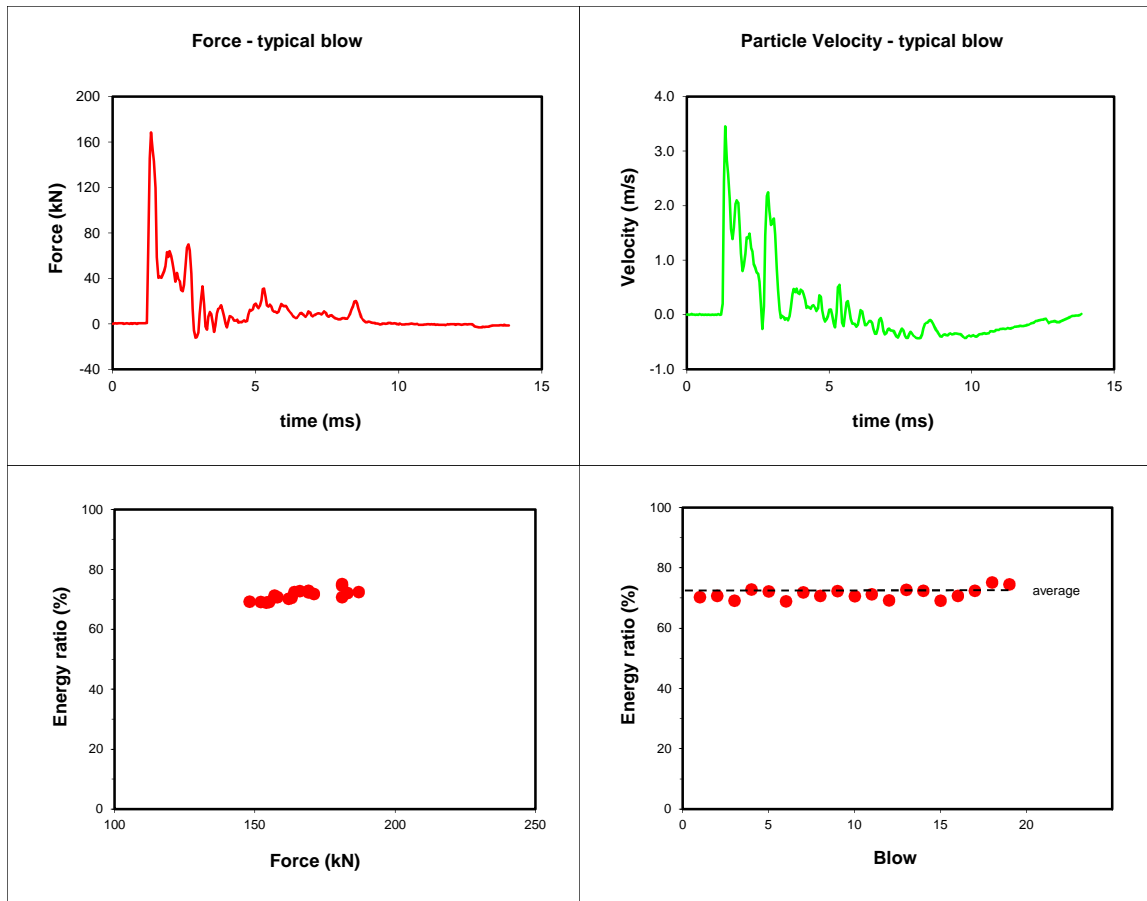 Force - typical blow
200
160
120
80
40
0
-40
0 5 10 15
Force (kN)
time (ms)
Particle Velocity - typical blow
4.0
3.0
2.0
1.0
0.0
-1.0
0 5 10 15
Velocity (m/s)
time (ms)
100
80
60
40
20
0
100 150 200 250
Energy ratio (%)
Force (kN)
100
80
60
40
20
0
0 5 10 15 20
Energy ratio (%)
average
Blow